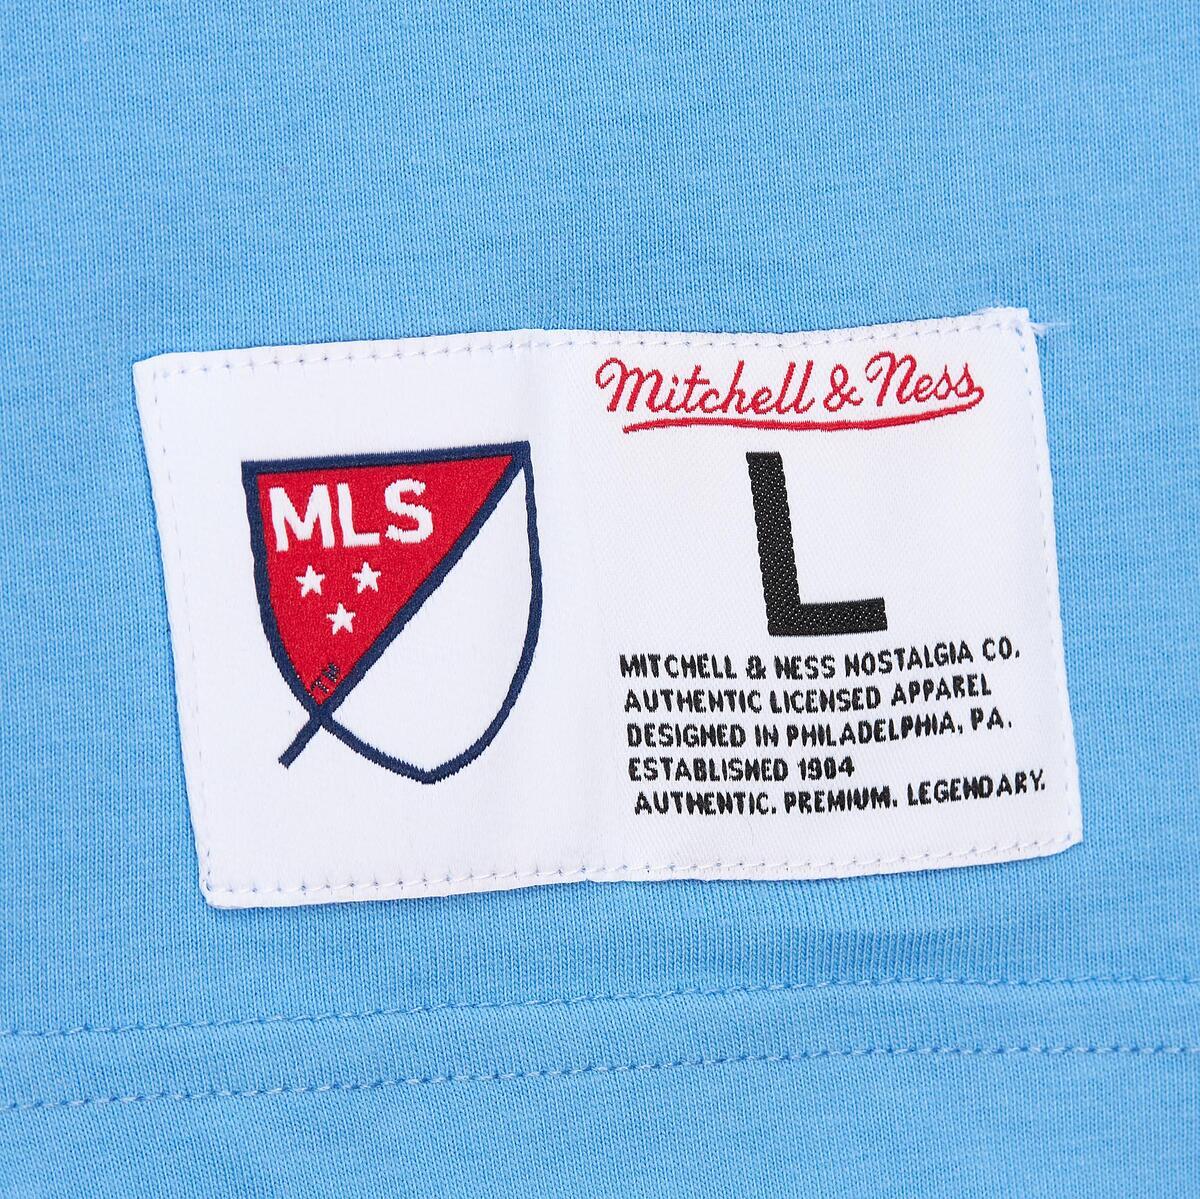 MLS
TM
Mitchell & Ness
L
MITCHELL & NESS NOSTALGIA CO.
AUTHENTIC LICENSED APPAREL
DESIGNED IN PHILADELPHIA, PA.
ESTABLISHED 1904
AUTHENTIC. PREMIUM. LEGENDARY.